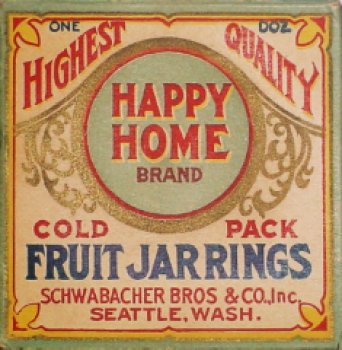 ONE DOZ
HIGHEST QUALITY
HAPPY
HOME
BRAND
COLD PACK
FRUIT JAR RINGS
SCHWABACHER BROS & CO., Inc.
SEATTLE, WASH.